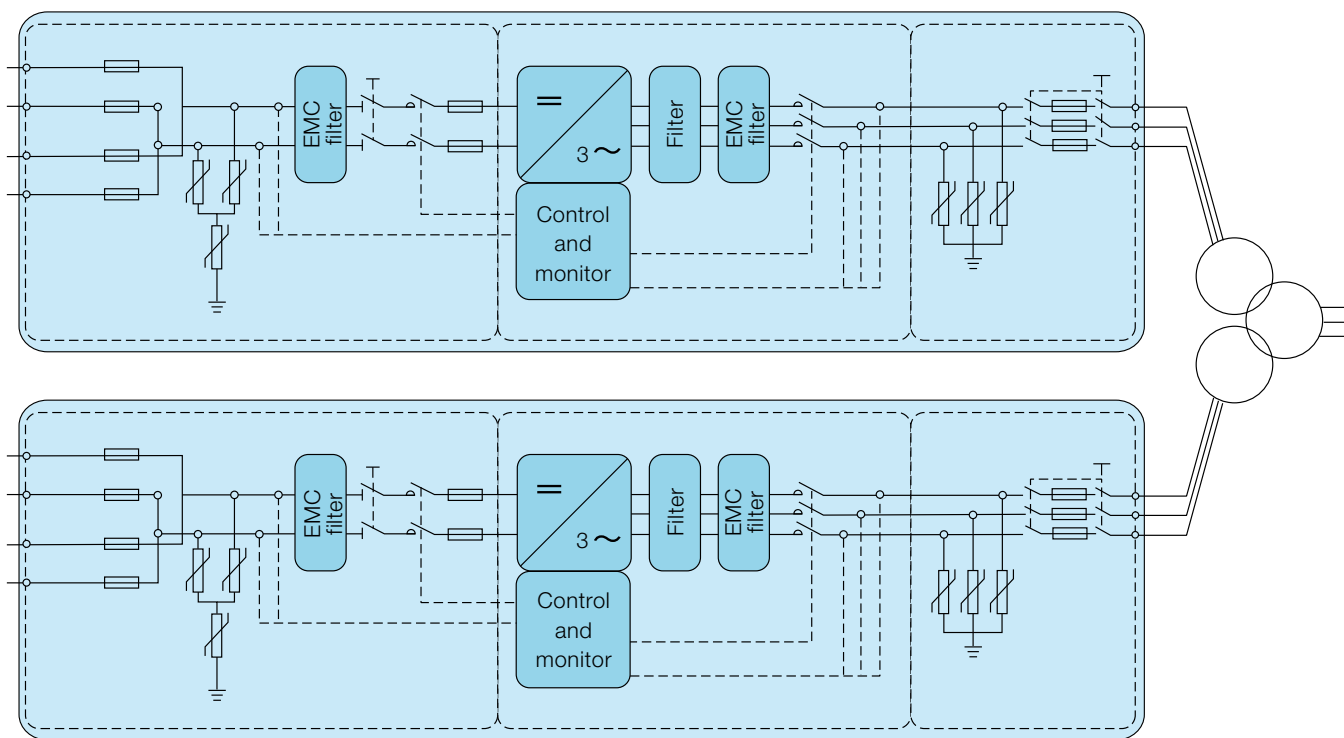 EMC
filter
=
3 ~
Filter
EMC
filter
Control
and
monitor
EMC
filter
=
3 ~
Filter
EMC
filter
Control
and
monitor